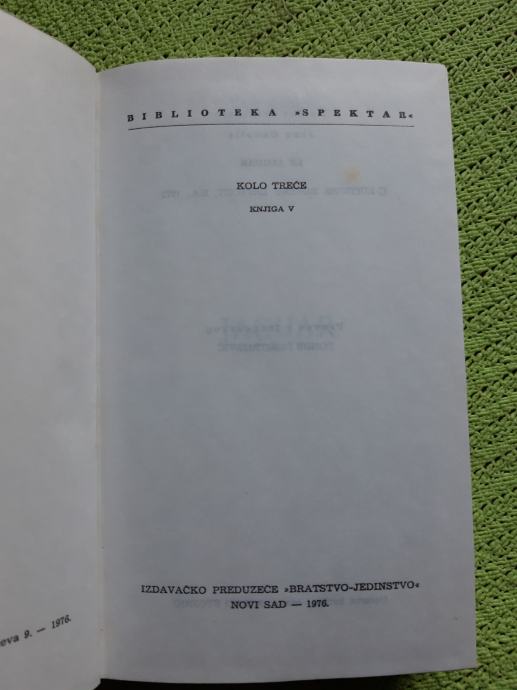 BIBLIOTEKA »SPEKTAR«
KOLO TREĆE
KNJIGA V
IZDAVAČKO PREDUZEĆE »BRATSTVO-JEDINSTVO«
NOVI SAD — 1976.
eva 9. — 1976.